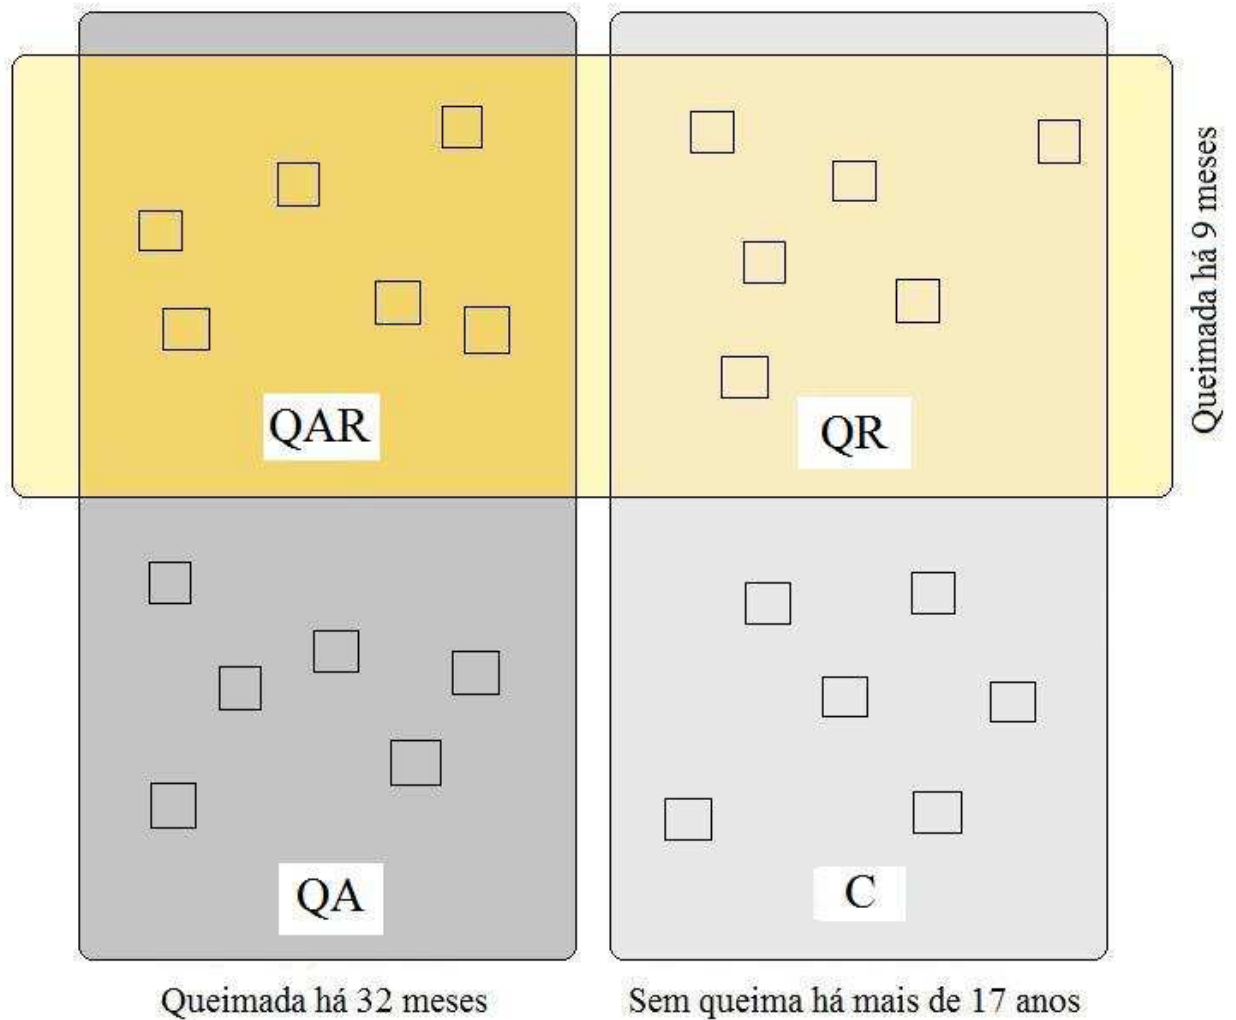 QAR
QR
Queimada há 9 meses
QA
C
Queimada há 32 meses
Sem queima há mais de 17 anos